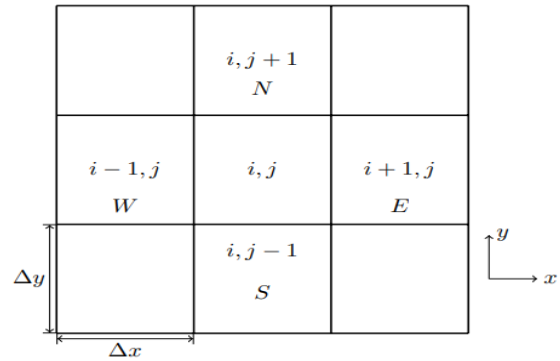 i, j + 1
N
i − 1, j
i, j
i + 1, j
W
E
i, j − 1
S
y
x
Δy
Δx